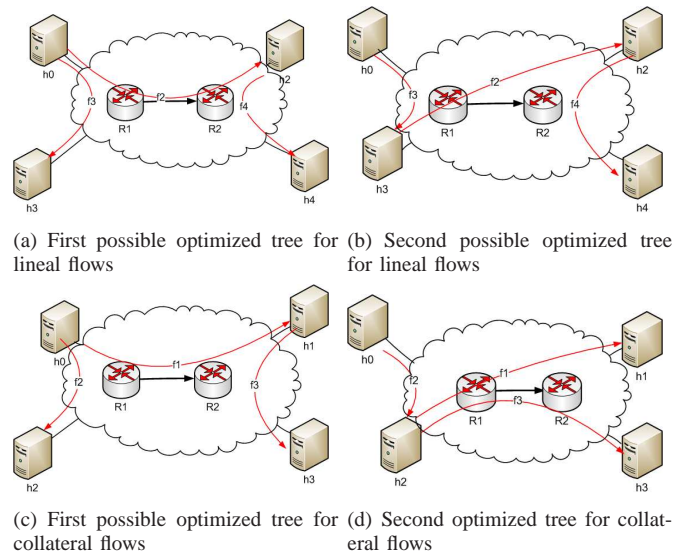 h0
h2
f3
f2
f4
R1
R2
h3
h4
h0
h2
f2
f3
f4
R1
R2
h3
h4
(a) First possible optimized tree for lineal flows
(b) Second possible optimized tree for lineal flows
h0
h1
f1
f2
f3
R1
R2
h2
h3
h0
h1
f1
f2
f3
R1
R2
h2
h3
(c) First possible optimized tree for collateral flows
(d) Second optimized tree for collat-
eral flows